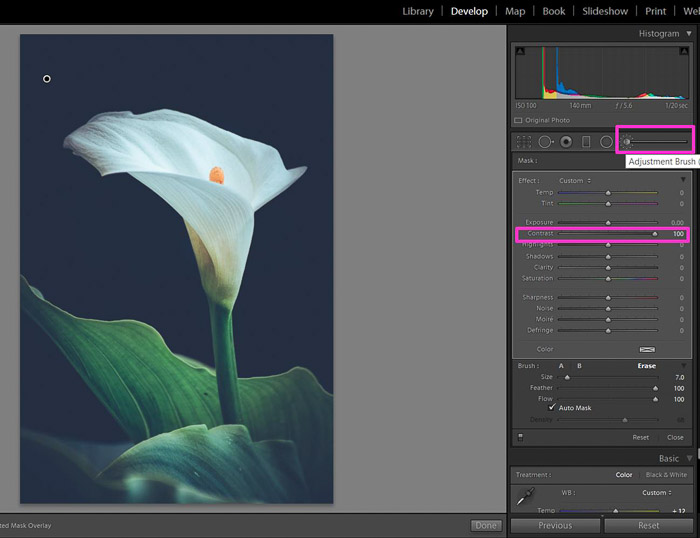 Library | Develop | Map | Book | Slideshow | Print | We
Histogram
ISO 100 140 mm ƒ / 5.6 1/20 sec
Original Photo
Adjustment Brush (
Mask :
Effect : Custom
Temp 0
Tint 0
Exposure 0.00
Contrast 100
Highlights 0
Shadows 0
Clarity 0
Saturation 0
Sharpness 0
Noise 0
Moiré 0
Defringe 0
Color
Brush : A B Erase
Size 7.0
Feather 100
Flow 100
Auto Mask
Density
Reset Close
Basic
Treatment : Color | Black & White
WB : Custom
Temp + 12
ted Mask Overlay
Done
Previous Reset